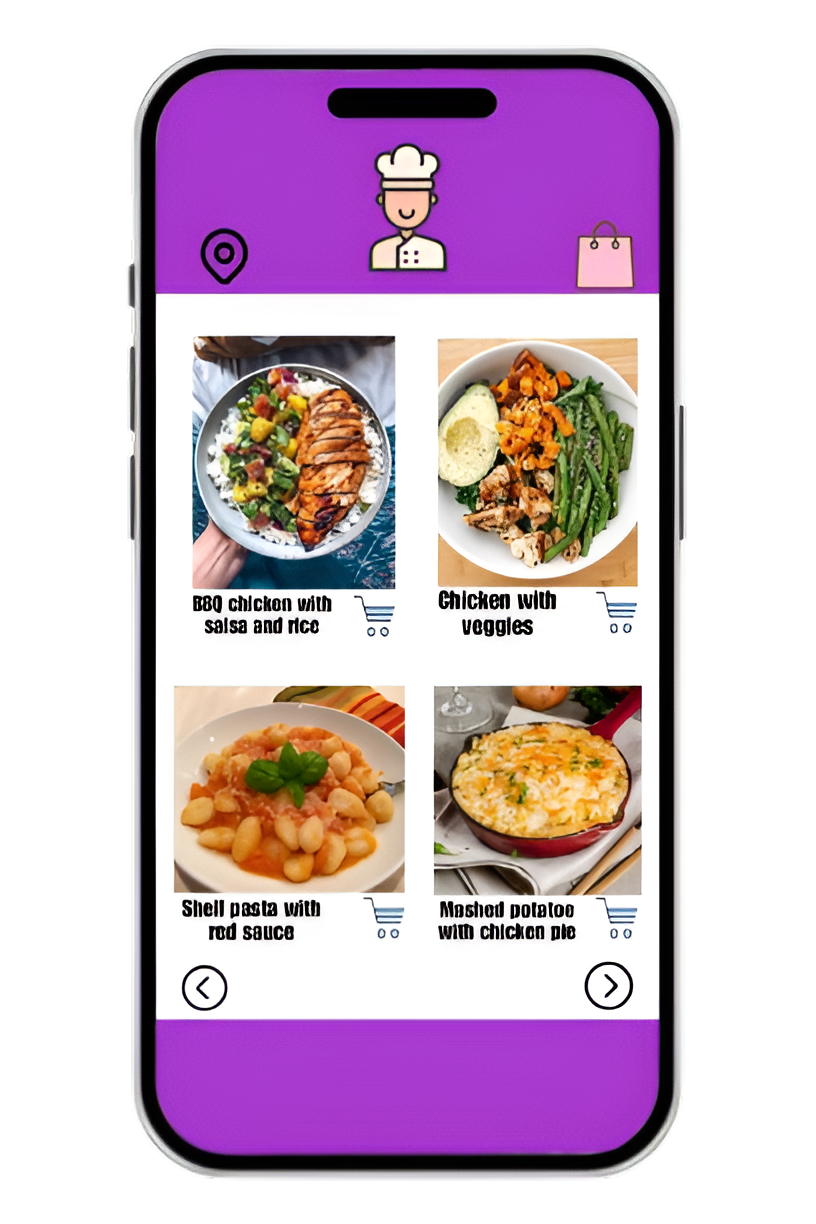 BBQ chicken with
salsa and rice
Chicken with
veggies
Shell pasta with
red sauce
Mashed potatoe
with chicken pie